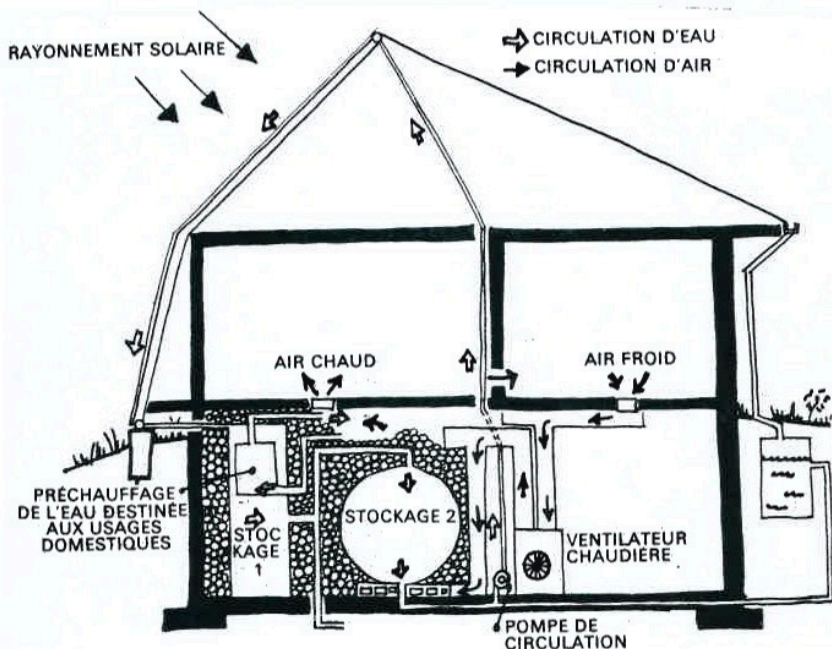 RAYONNEMENT SOLAIRE
CIRCULATION D'EAU
CIRCULATION D'AIR
AIR CHAUD
AIR FROID
PRÉCHAUFFAGE
DE L'EAU DESTINÉE
AUX USAGES
DOMESTIQUES
STOC
KAGE
1
STOCKAGE 2
VENTILATEUR
CHAUDIÈRE
POMPE DE
CIRCULATION